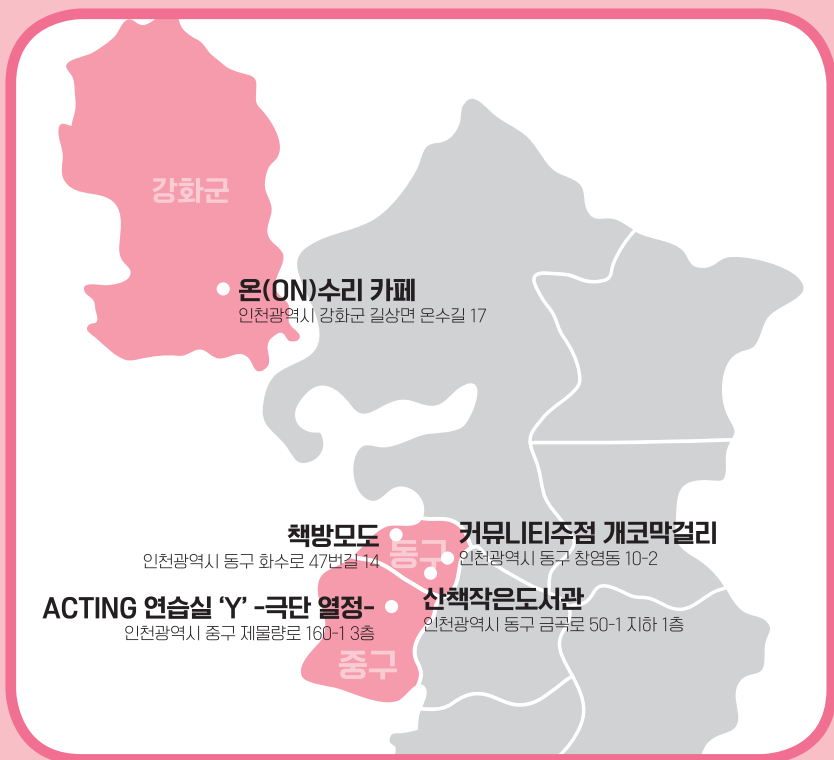 강화군
온(ON)수리 카페
인천광역시 강화군 길상면 온수길 17
책방모도
인천광역시 동구 화수로 47번길 14
동구
커뮤니티주점 개코막걸리
인천광역시 동구 창영동 10-2
ACTING 연습실 ‘Y’ -극단 열정-
인천광역시 중구 제물량로 160-1 3층
산책작은도서관
인천광역시 동구 금곡로 50-1 지하 1층
중구